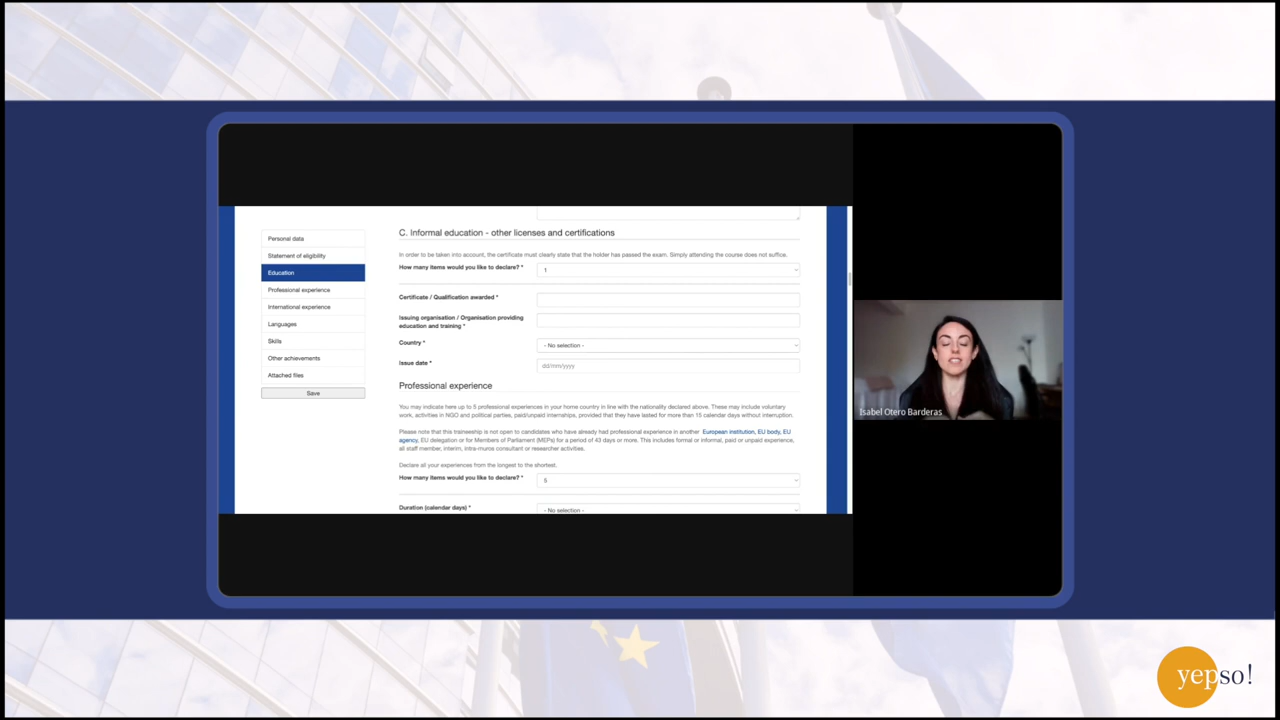 Personal data
Statement of eligibility
Education
Professional experience
International experience
Languages
Skills
Other achievements
Attached files
Save
C. Informal education - other licenses and certifications
In order to be taken into account, the certificate must clearly state that the holder has passed the exam. Simply attending the course does not suffice.
How many items would you like to declare? *
1
Certificate / Qualification awarded *
Issuing organisation / Organisation providing
education and training *
Country *
- No selection -
Issue date *
dd/mm/yyyy
Professional experience
You may indicate here up to 5 professional experiences in your home country in line with the nationality declared above. These may include voluntary
work, activities in NGO and political parties, paid/unpaid internships, provided that they have lasted for more than 15 calendar days without interruption.
Please note that this traineeship is not open to candidates who have already had professional experience in another European institution, EU body, EU
agency, EU delegation or for Members of Parliament (MEPs) for a period of 43 days or more. This includes formal or informal, paid or unpaid experience,
all staff member, interim, intra-muros consultant or researcher activities.
Declare all your experiences from the longest to the shortest.
How many items would you like to declare? *
5
Duration (calendar days) *
- No selection -
Isabel Otero Barderas
yepso!